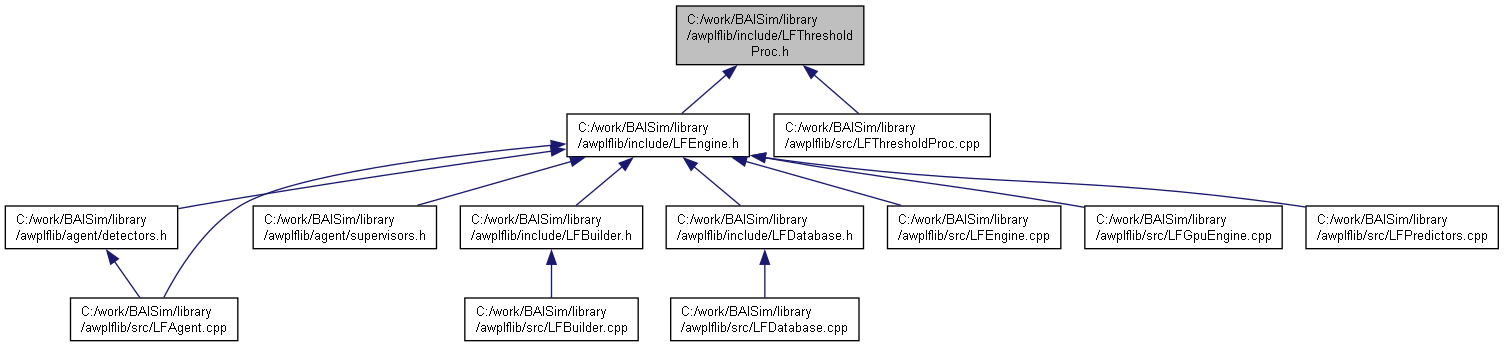 C:/work/BAISim/library
/awplflib/include/LFThreshold
Proc.h
C:/work/BAISim/library
/awplflib/include/LFEngine.h
C:/work/BAISim/library
/awplflib/src/LFThresholdProc.cpp
C:/work/BAISim/library
/awplflib/agent/detectors.h
C:/work/BAISim/library
/awplflib/agent/supervisors.h
C:/work/BAISim/library
/awplflib/include/LFBuilder.h
C:/work/BAISim/library
/awplflib/include/LFDatabase.h
C:/work/BAISim/library
/awplflib/src/LFEngine.cpp
C:/work/BAISim/library
/awplflib/src/LFGpuEngine.cpp
C:/work/BAISim/library
/awplflib/src/LFPredictors.cpp
C:/work/BAISim/library
/awplflib/src/LFAgent.cpp
C:/work/BAISim/library
/awplflib/src/LFBuilder.cpp
C:/work/BAISim/library
/awplflib/src/LFDatabase.cpp